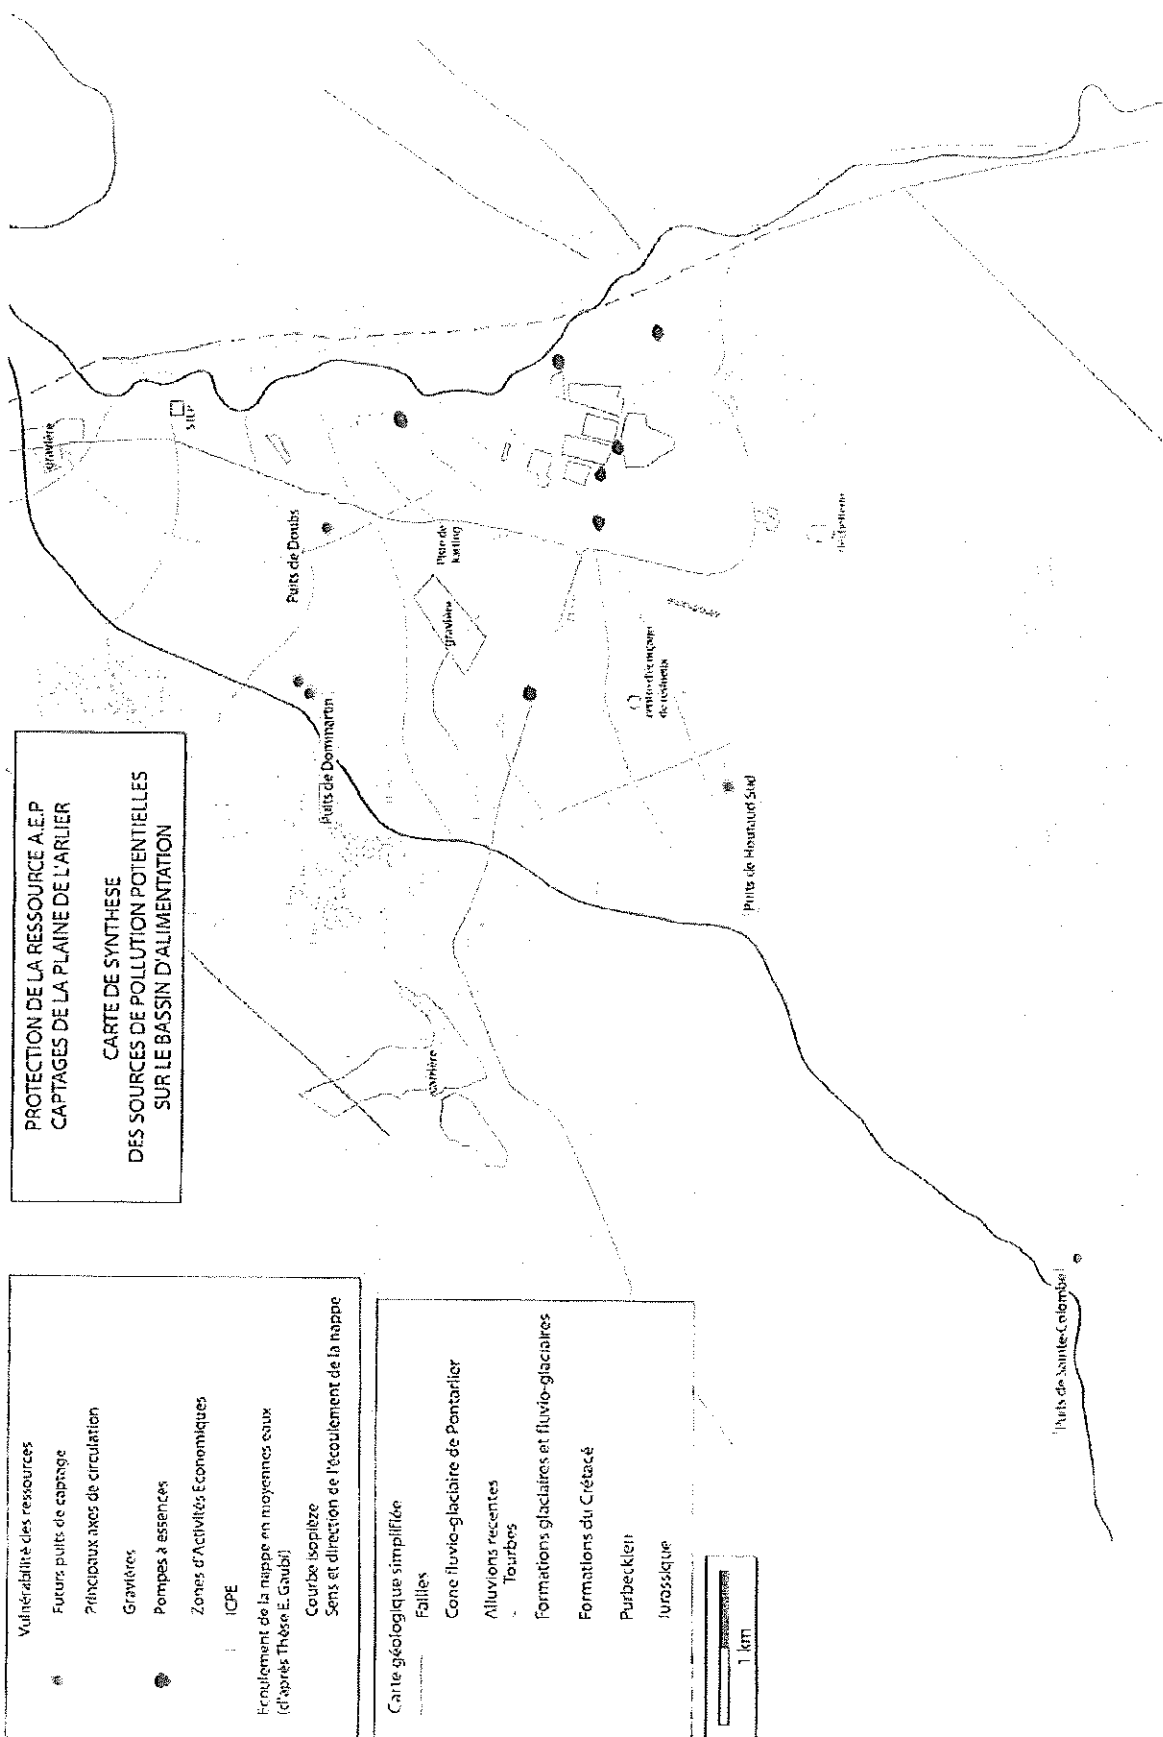 PROTECTION DE LA RESSOURCE A.E.P
CAPTAGES DE LA PLAINE DE L'ARLIER
CARTE DE SYNTHESE
DES SOURCES DE POLLUTION POTENTIELLES
SUR LE BASSIN D'ALIMENTATION
Vulnérabilité des ressources
Futurs puits de captage
Principaux axes de circulation
Gravières
Pompes à essences
Zones d'Activités Economiques
ICPE
Ecoulement de la nappe en moyennes eaux
(d'après Thèse E. Gaubi)
Courbe isopièze
Sens et direction de l'écoulement de la nappe
Carte géologique simplifiée
Failles
Cone fluvio-glaciaire de Pontarlier
Alluvions recentes
Tourbes
Formations glaciaires et fluvio-glaciaires
Formations du Crétacé
Purbeckien
Jurassique
1 km
gravière
STEP
Puits de Doubs
Puits de Dommartin
Piste de
karting
gravière
carrière
déchetterie
de résineux
Puits de Houtaud Sud
Puits de Sainte-Colombe